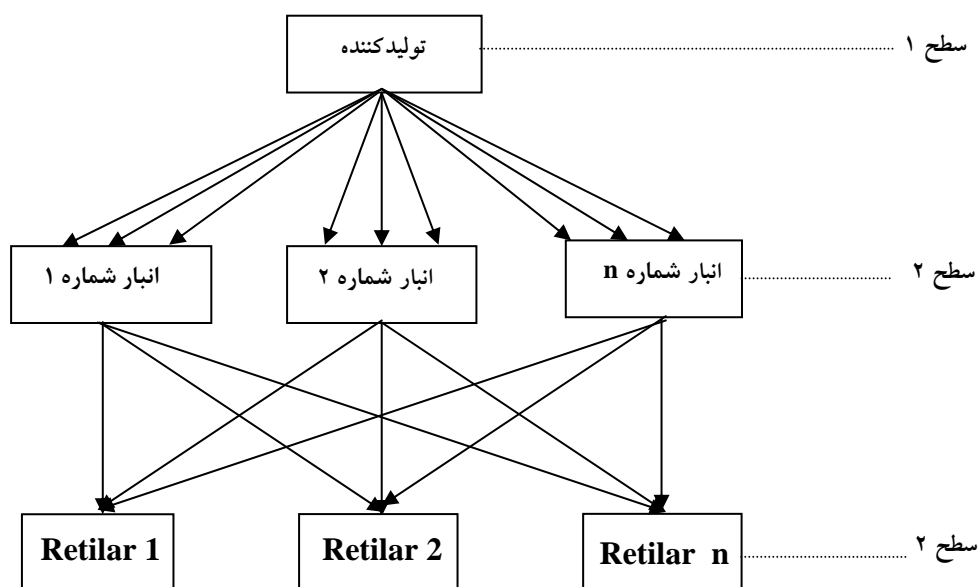 تولیدکننده
سطح ۱
انبار شماره ۱
انبار شماره ۲
انبار شماره n
سطح ۲
Retilar 1
Retilar 2
Retilar n
سطح ۲